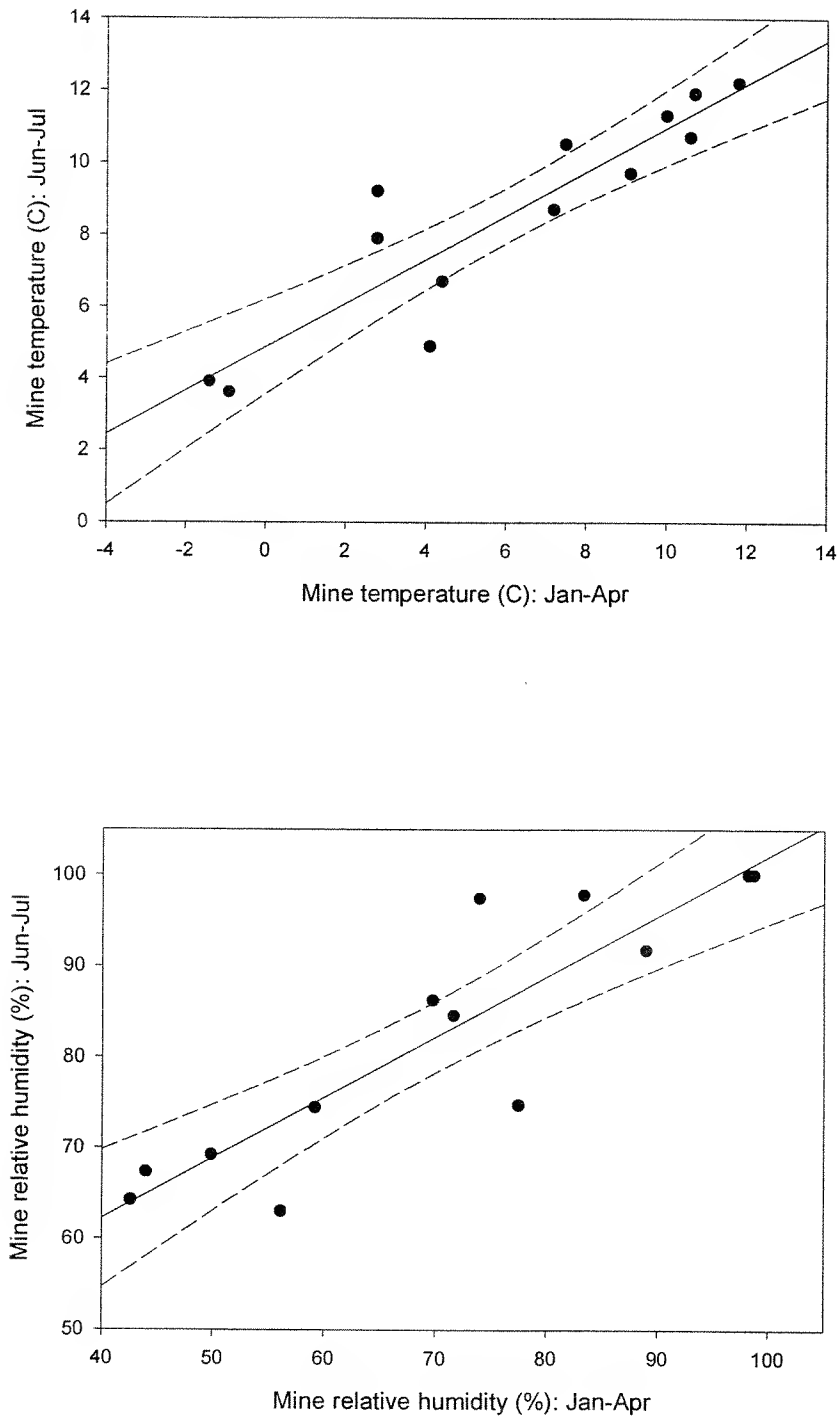 14
12
10
8
6
4
2
0
Mine temperature (C): Jun-Jul
-4 -2 0 2 4 6 8 10 12 14
Mine temperature (C): Jan-Apr
100
90
80
70
60
50
Mine relative humidity (%): Jun-Jul
40 50 60 70 80 90 100
Mine relative humidity (%): Jan-Apr